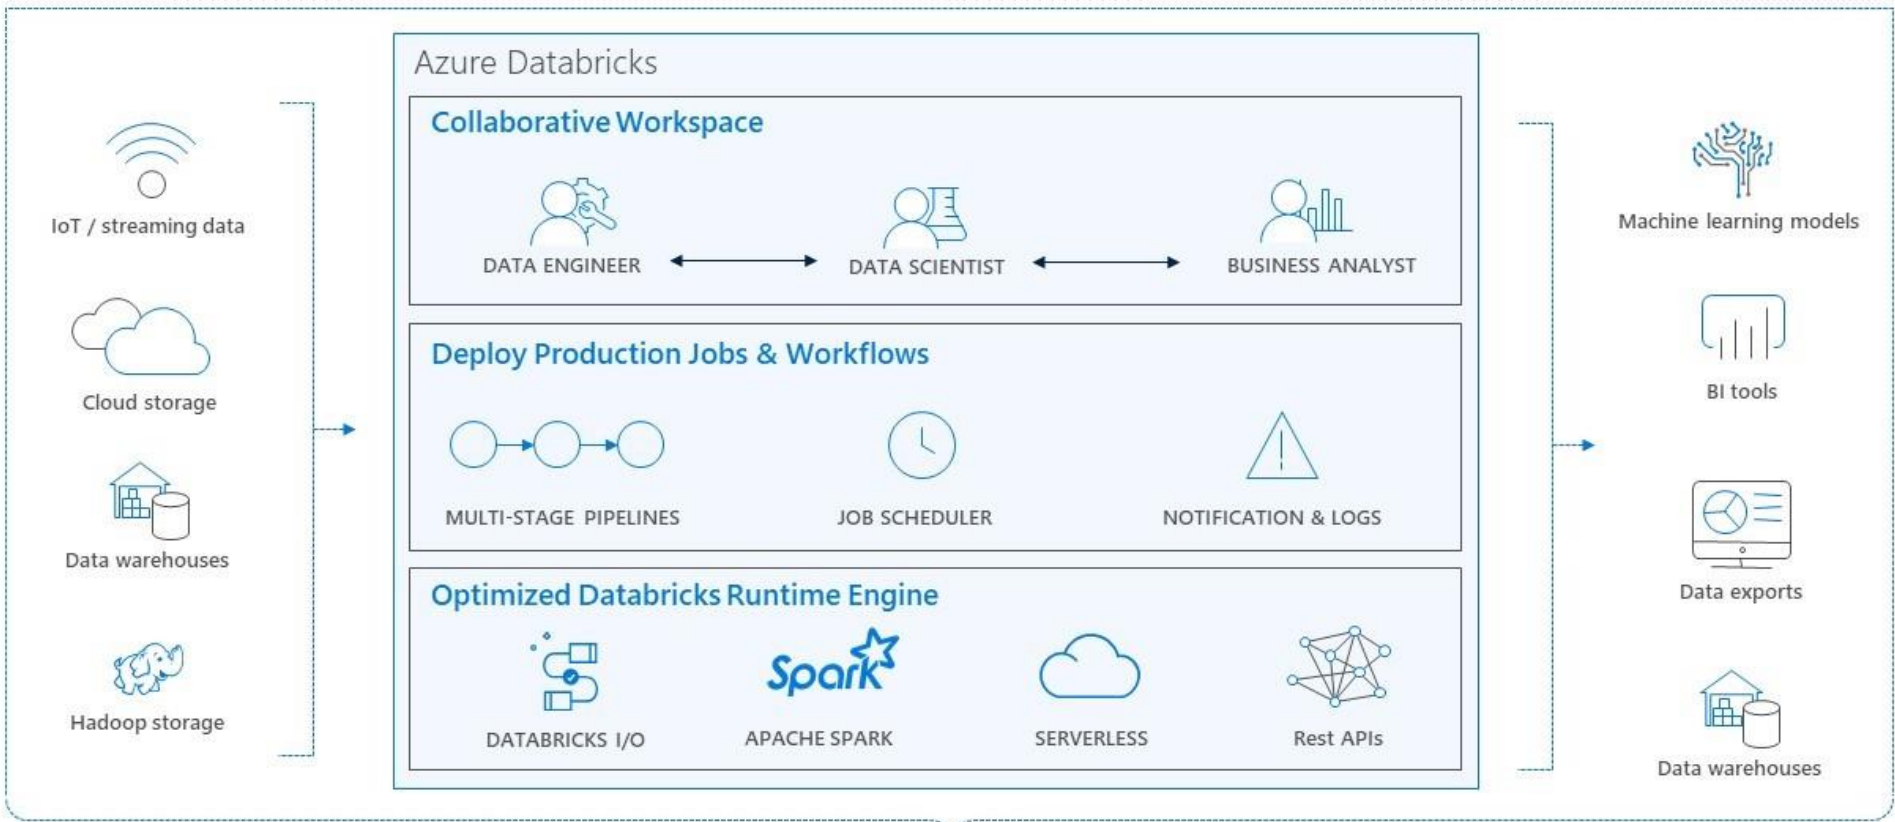 Azure Databricks
IoT / streaming data
Cloud storage
Data warehouses
Hadoop storage
Collaborative Workspace
DATA ENGINEER
DATA SCIENTIST
BUSINESS ANALYST
Deploy Production Jobs & Workflows
MULTI-STAGE PIPELINES
JOB SCHEDULER
NOTIFICATION & LOGS
Optimized Databricks Runtime Engine
Spark
DATABRICKS I/O
APACHE SPARK
SERVERLESS
Rest APIs
Machine learning models
BI tools
Data exports
Data warehouses